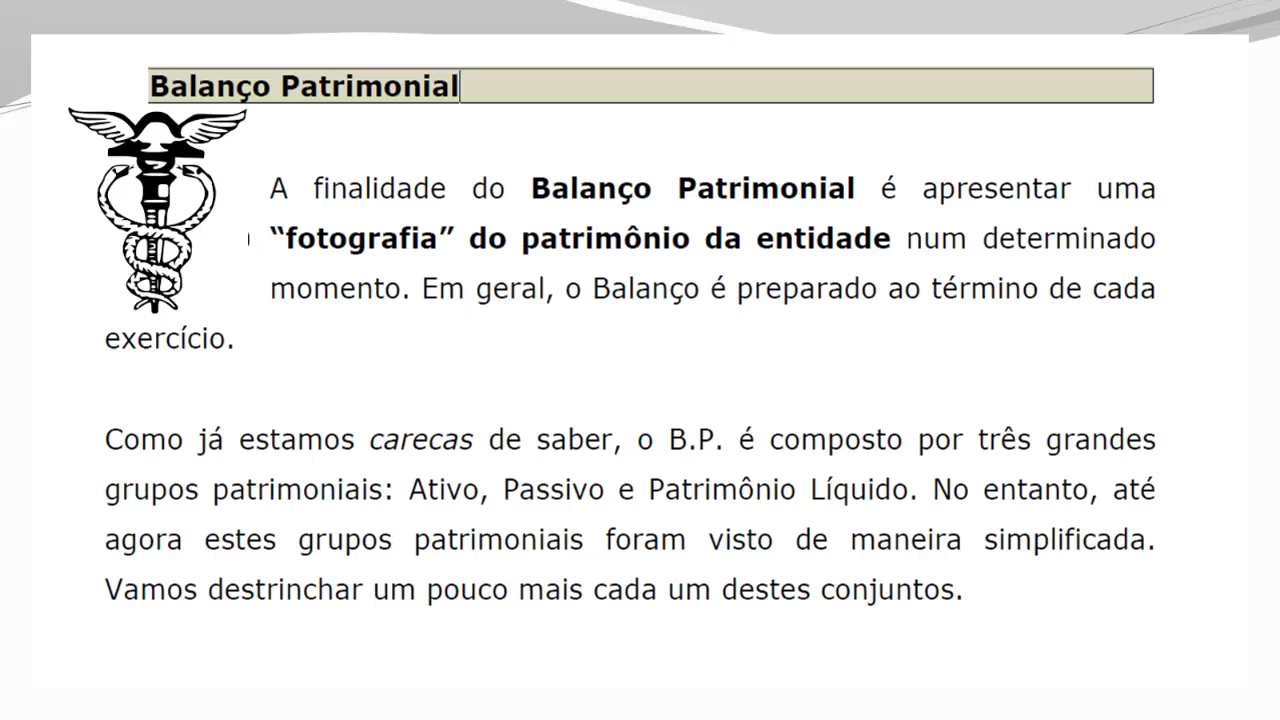 Balanço Patrimonial
A finalidade do Balanço Patrimonial é apresentar uma
“fotografia” do patrimônio da entidade num determinado
momento. Em geral, o Balanço é preparado ao término de cada
exercício.
Como já estamos carecas de saber, o B.P. é composto por três grandes
grupos patrimoniais: Ativo, Passivo e Patrimônio Líquido. No entanto, até
agora estes grupos patrimoniais foram visto de maneira simplificada.
Vamos destrinchar um pouco mais cada um destes conjuntos.